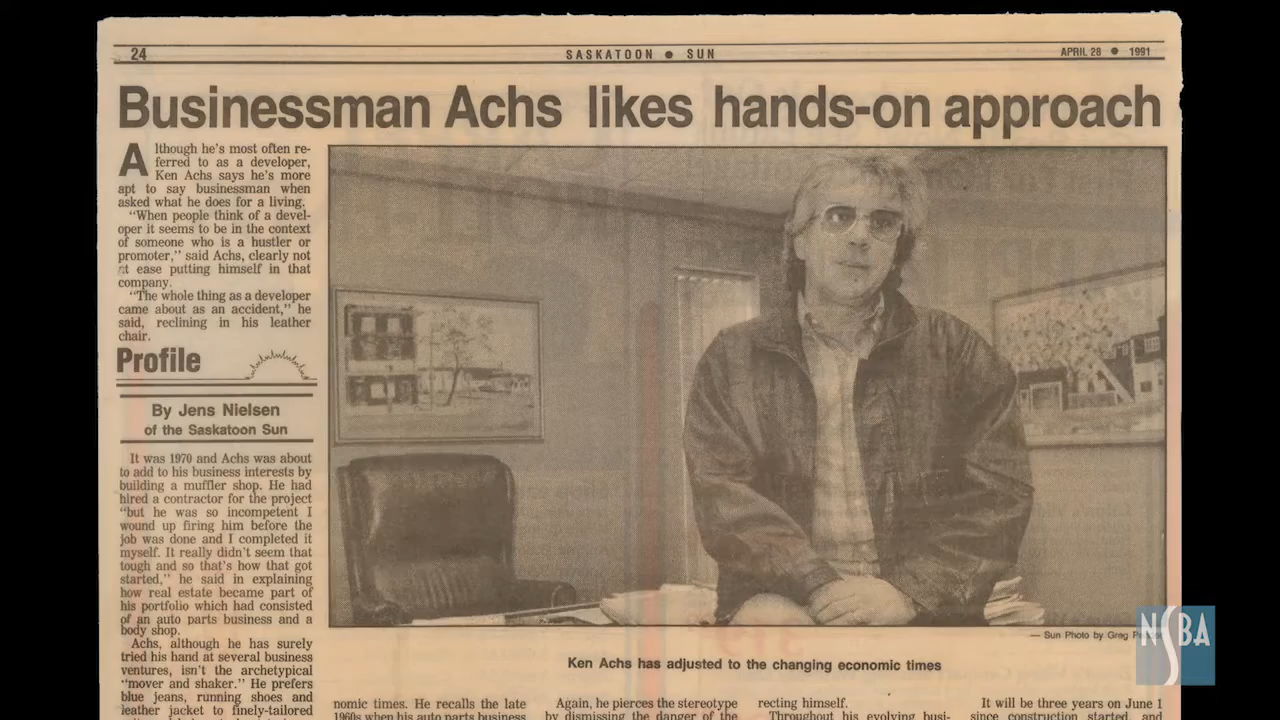 24
SASKATOON ● SUN
APRIL 28 ● 1991
Businessman Achs likes hands-on approach
Although he's most often re-
ferred to as a developer,
Ken Achs says he's more
apt to say businessman when
asked what he does for a living.
“When people think of a devel-
oper it seems to be in the context
of someone who is a hustler or
promoter,” said Achs, clearly not
at ease putting himself in that
company.
“The whole thing as a developer
came about as an accident,” he
said, reclining in his leather
chair.
Profile
By Jens Nielsen
of the Saskatoon Sun
It was 1970 and Achs was about
to add to his business interests by
building a muffler shop. He had
hired a contractor for the project
“but he was so incompetent I
wound up firing him before the
job was done and I completed it
myself. It really didn't seem that
tough and so that's how that got
started,” he said in explaining
how real estate became part of
his portfolio which had consisted
of an auto parts business and a
body shop.
Achs, although he has surely
tried his hand at several business
ventures, isn't the archetypical
“mover and shaker.” He prefers
blue jeans, running shoes and
leather jacket to finely-tailored
— Sun Photo by Greg
Ken Achs has adjusted to the changing economic times
nomic times. He recalls the late
1960s when his auto parts business
Again, he pierces the stereotype
by dismissing the danger of the
recting himself.
Throughout his evolving busi-
It will be three years on June 1
since construction started
NSBA